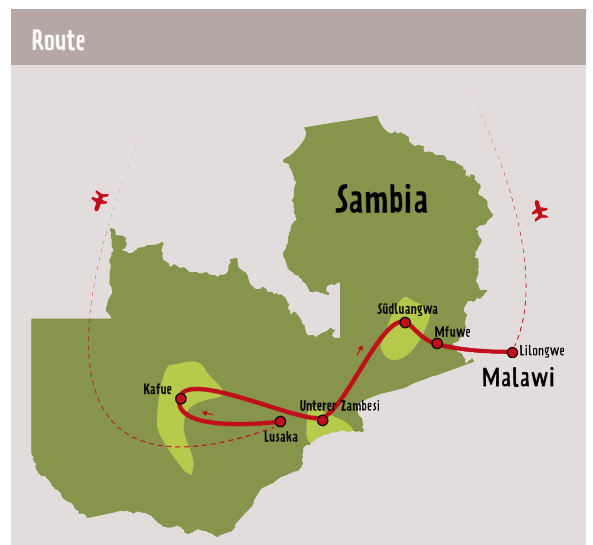 Route
Sambia
Südluangwa
Mfuwe
Lilongwe
Malawi
Kafue
Unterer Zambesi
Lusaka